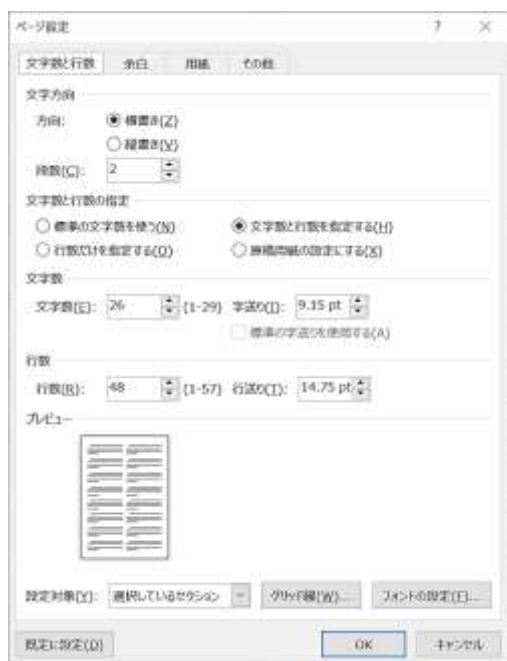 ページ設定 ? ×
文字数と行数 余白 用紙 その他
文字方向
方向: 横書き(Z)
縦書き(V)
段数(C): 2
文字数と行数の指定
標準の文字数を使う(N) 文字数と行数を指定する(H)
行数だけを指定する(O) 原稿用紙の設定にする(X)
文字数
文字数(E): 26 (1-29) 字送り(I): 9.15 pt
標準の字送りを使用する(A)
行数
行数(R): 48 (1-57) 行送り(T): 14.75 pt
プレビュー
設定対象(Y): 選択しているセクション グリッド線(W)... フォントの設定(F)...
既定に設定(D) OK キャンセル